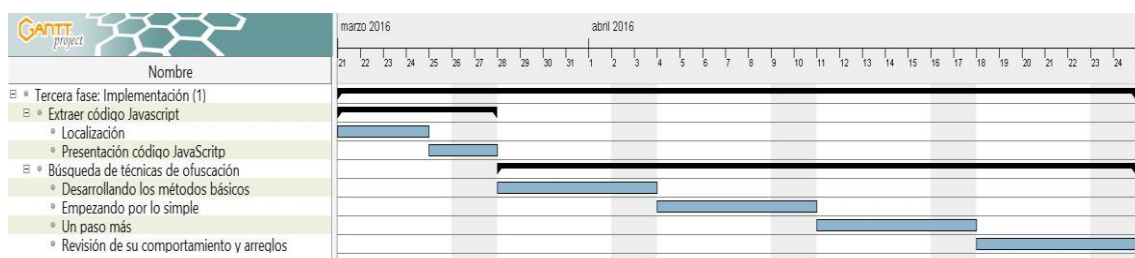 GANTT
project
marzo 2016 abril 2016
21 22 23 24 25 26 27 28 29 30 31 1 2 3 4 5 6 7 8 9 10 11 12 13 14 15 16 17 18 19 20 21 22 23 24
Nombre
Tercera fase: Implementación (1)
Extraer código Javascript
Localización
Presentación código JavaScritp
Búsqueda de técnicas de ofuscación
Desarrollando los métodos básicos
Empezando por lo simple
Un paso más
Revisión de su comportamiento y arreglos